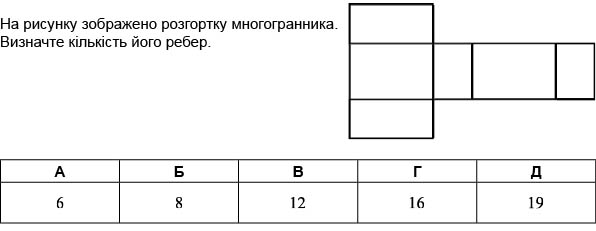 На рисунку зображено розгортку многогранника.
Визначте кількість його ребер.
А Б В Г Д
6 8 12 16 19